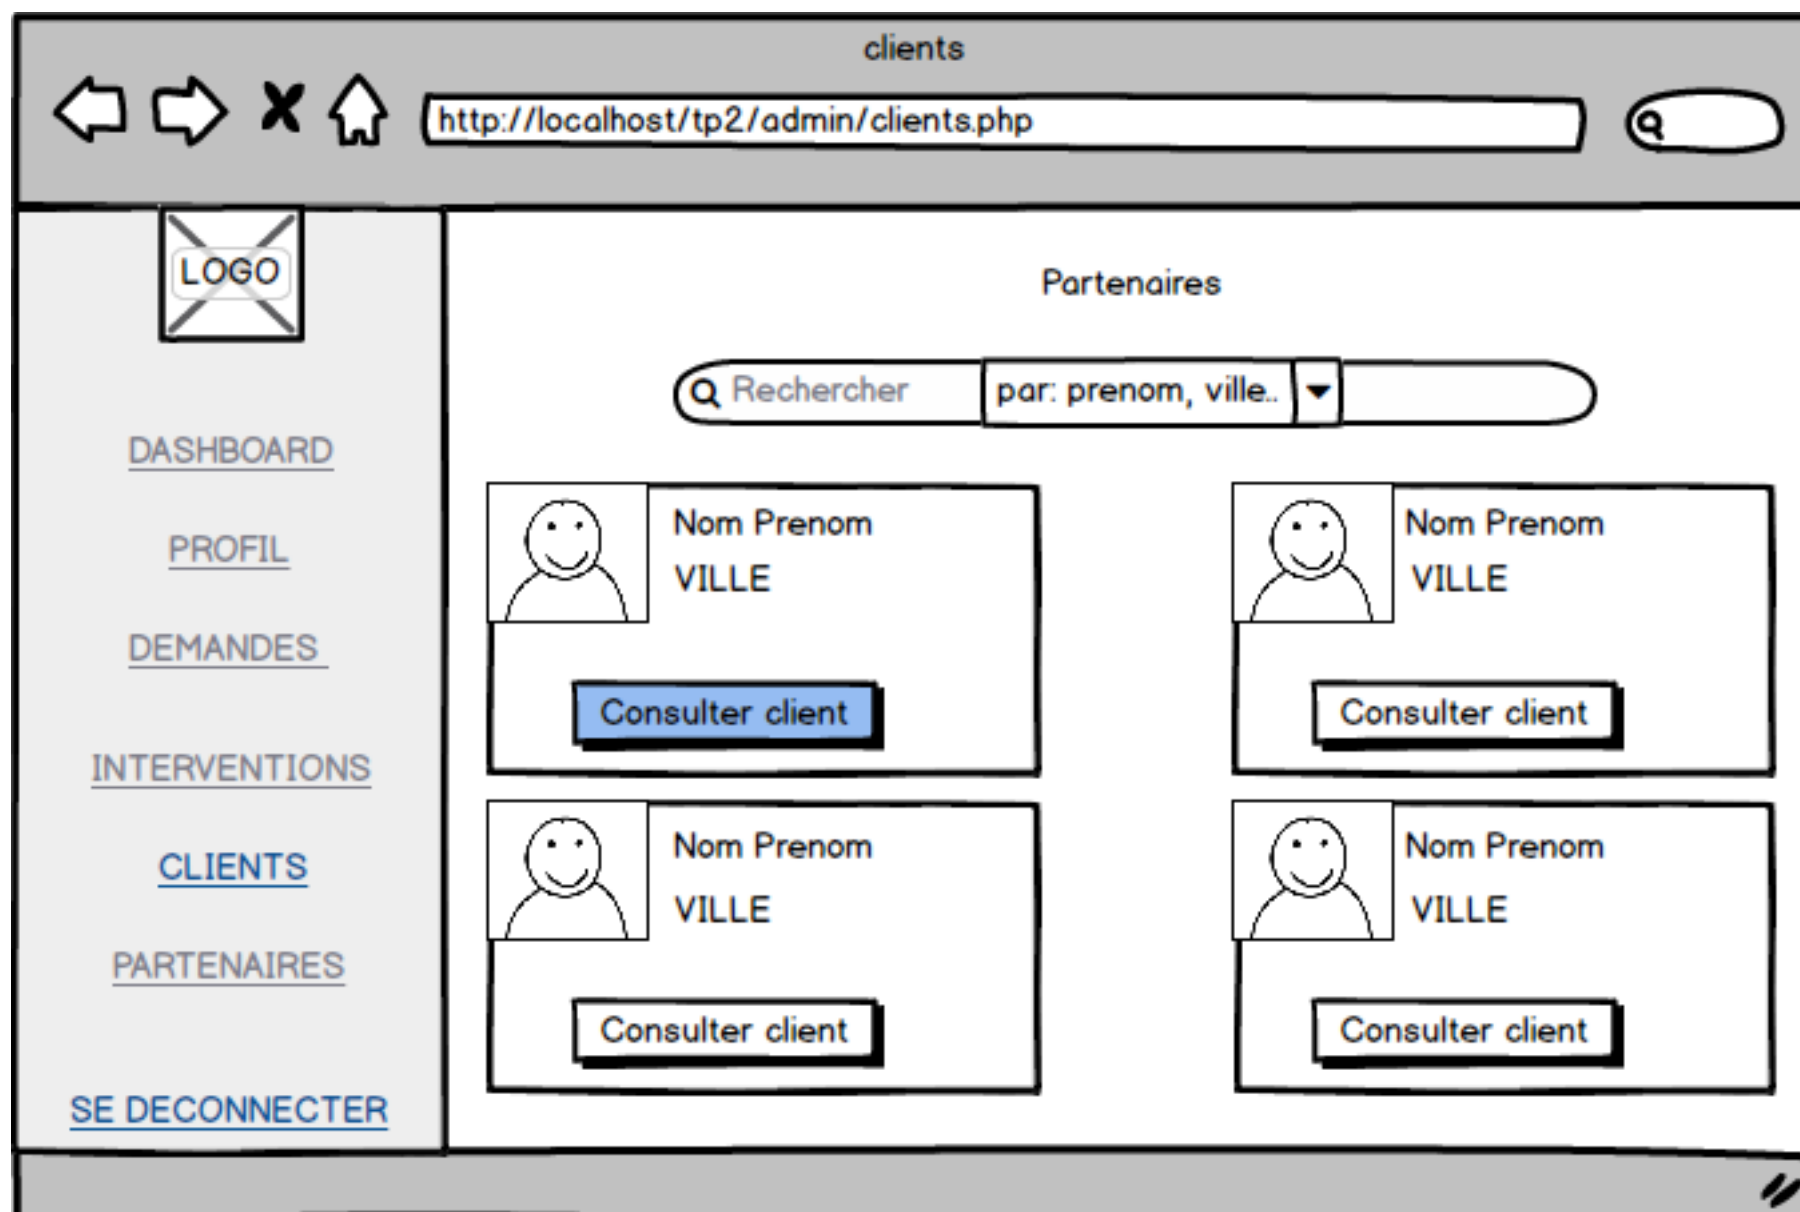 clients
http://localhost/tp2/admin/clients.php
LOGO
DASHBOARD
PROFIL
DEMANDES
INTERVENTIONS
CLIENTS
PARTENAIRES
SE DECONNECTER
Partenaires
Rechercher par: prenom, ville..
Nom Prenom
VILLE
Consulter client
Nom Prenom
VILLE
Consulter client
Nom Prenom
VILLE
Consulter client
Nom Prenom
VILLE
Consulter client